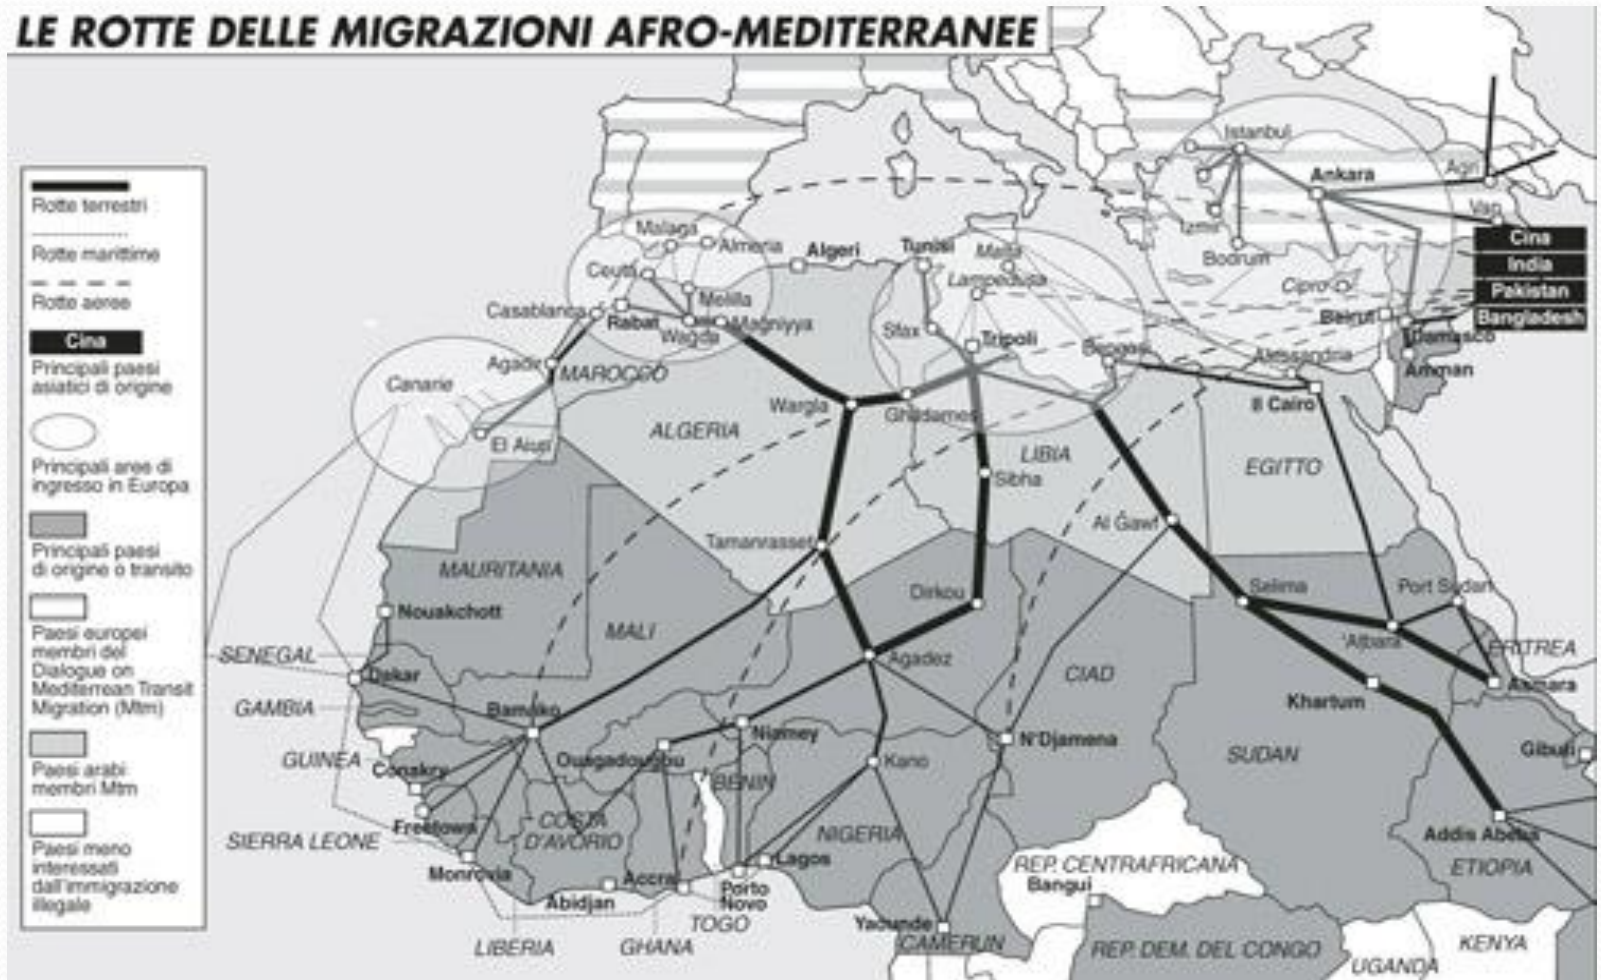 LE ROTTE DELLE MIGRAZIONI AFRO-MEDITERRANEE
Rotte terrestri
Rotte marittime
Rotte aeree
Cina
Principali paesi
asiatici di origine
Principali aree di
ingresso in Europa
Principali paesi
di origine o transito
Paesi europei
membri del
Dialogue on
Mediterrean Transit
Migration (Mtm)
Paesi arabi
membri Mtm
Paesi meno
interessati
dall'immigrazione
illegale
Istanbul
Ankara
Agri
Van
Izmir
Bodrum
Cipro
Cina
India
Pakistan
Bangladesh
Beirut
Damasco
Amman
Malaga
Almeria
Algeri
Tunisi
Malta
Lampedusa
Ceuta
Melilla
Casablanca
Rabat
Magniyya
Wagda
Sfax
Tripoli
Bengasi
Alessandria
Il Cairo
Agadir
MAROCCO
Canarie
El Aiun
Wargla
Ghadames
ALGERIA
LIBIA
EGITTO
Sibha
Al Gawf
Tamanrasset
MAURITANIA
Dirkou
Selima
Port Sudan
Nouakchott
MALI
'Atbara
ERITREA
SENEGAL
Dakar
Agadez
CIAD
Asmara
Khartum
GAMBIA
Bamako
Niamey
N'Djamena
SUDAN
Gibuti
GUINEA
Conakry
Ouagadougou
Kano
BENIN
Freetown
COSTA
D'AVORIO
NIGERIA
SIERRA LEONE
Addis Abeba
Monrovia
Lagos
REP. CENTRAFRICANA
ETIOPIA
Abidjan
Accra
Porto
Novo
Bangui
TOGO
Yaounde
LIBERIA
GHANA
CAMERUN
REP. DEM. DEL CONGO
KENYA
UGANDA